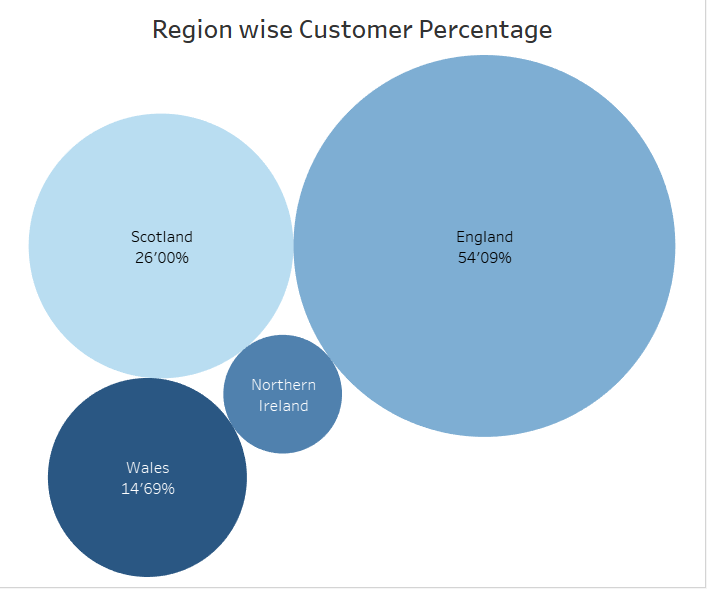 Region wise Customer Percentage
Scotland
26’00%
England
54’09%
Northern
Ireland
Wales
14’69%